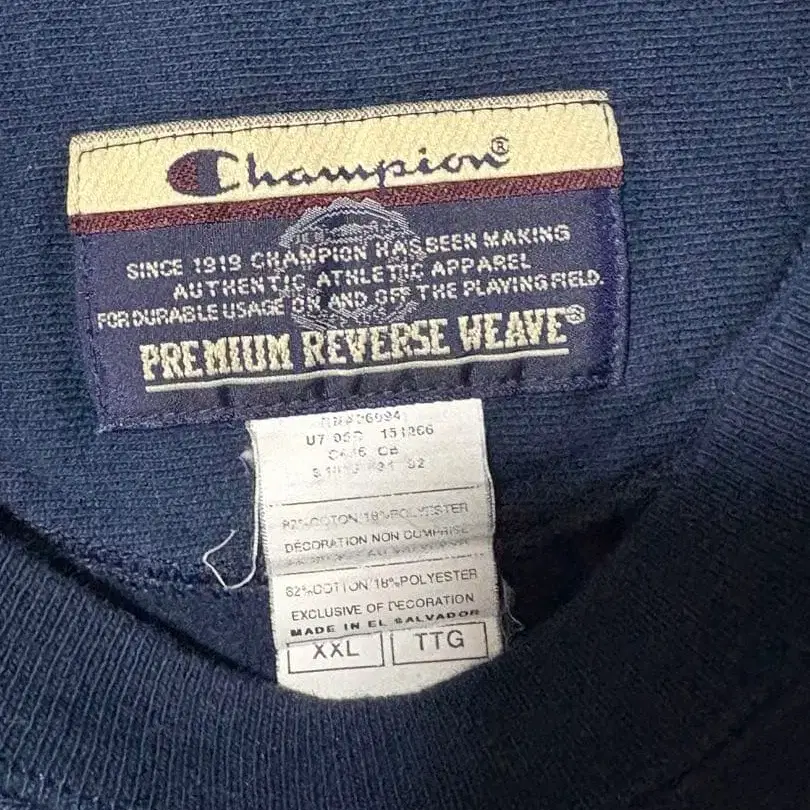 Champion®
SINCE 1919 CHAMPION HAS BEEN MAKING
AUTHENTIC ATHLETIC APPAREL
FOR DURABLE USAGE ON AND OFF THE PLAYING FIELD.
PREMIUM REVERSE WEAVE®
U7 151266
82% COTTON/18% POLYESTER
DÉCORATION NON COMPRISE
82% COTTON/18% POLYESTER
EXCLUSIVE OF DECORATION
MADE IN EL SALVADOR
XXL TTG